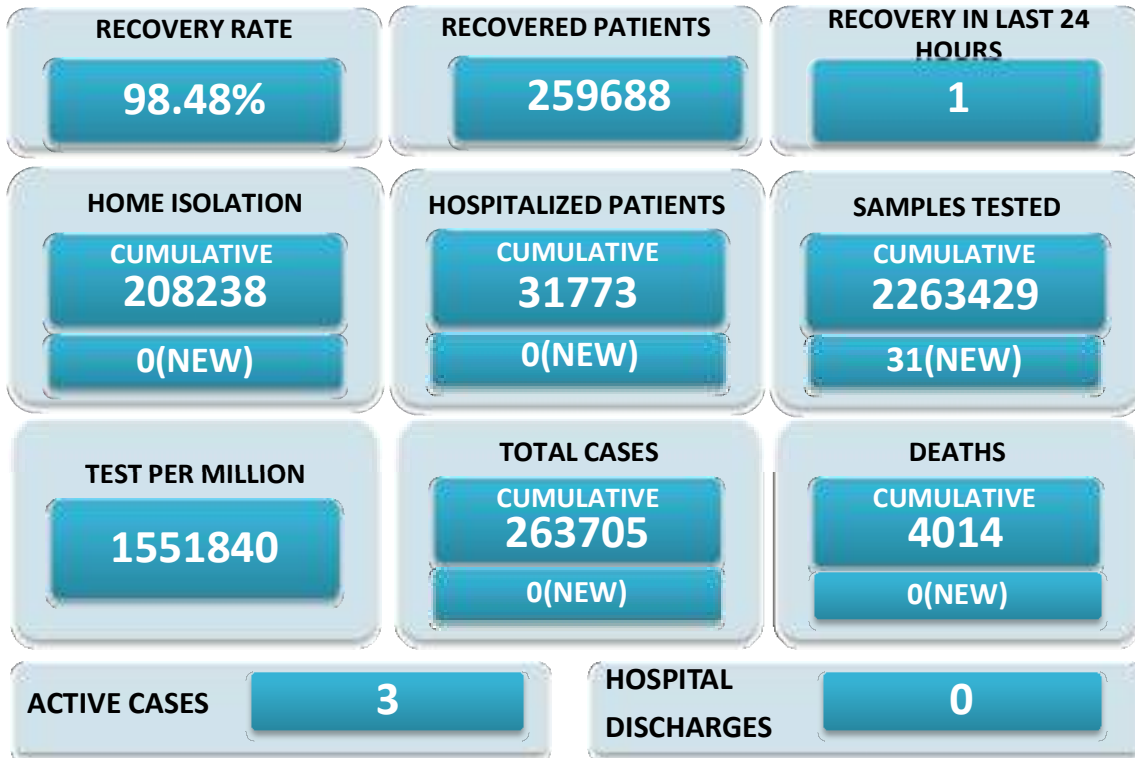 RECOVERY RATE
98.48%
RECOVERED PATIENTS
259688
RECOVERY IN LAST 24
HOURS
1
HOME ISOLATION
CUMULATIVE
208238
0(NEW)
HOSPITALIZED PATIENTS
CUMULATIVE
31773
0(NEW)
SAMPLES TESTED
CUMULATIVE
2263429
31(NEW)
TEST PER MILLION
1551840
TOTAL CASES
CUMULATIVE
263705
0(NEW)
DEATHS
CUMULATIVE
4014
0(NEW)
ACTIVE CASES
3
HOSPITAL
DISCHARGES
0